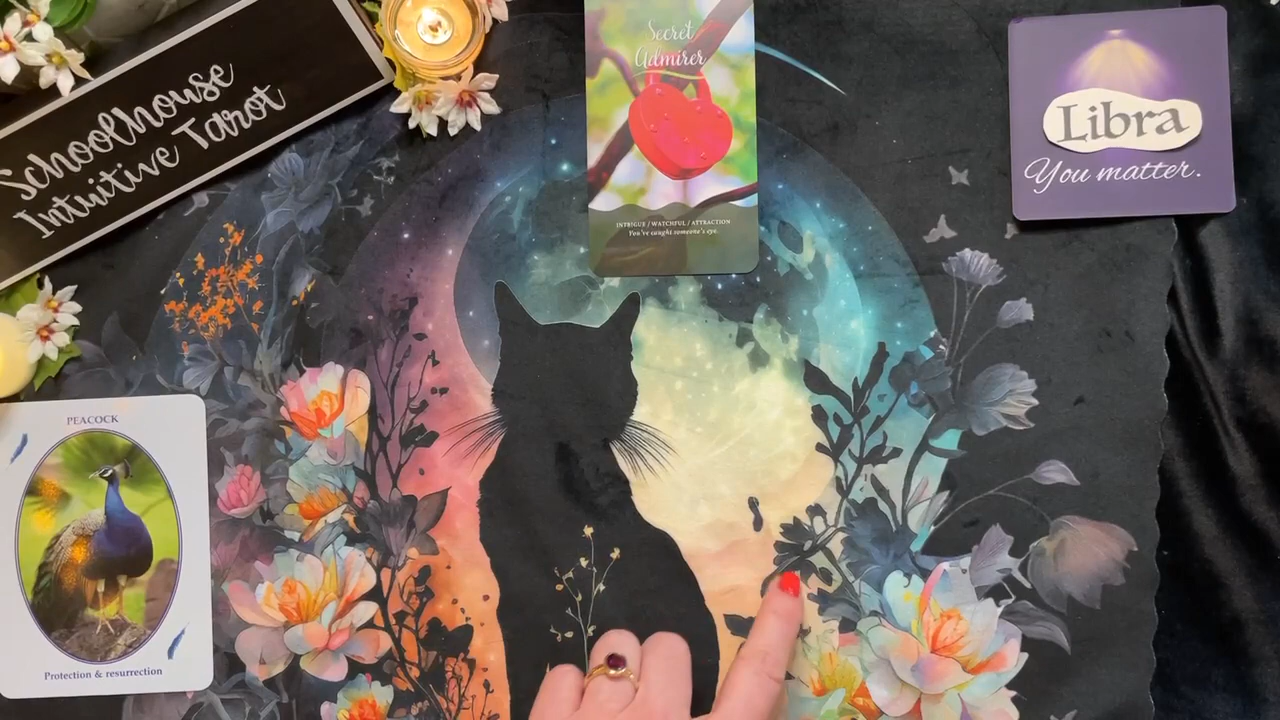 Schoolhouse
Intuitive Tarot
Secret
Admirer
INTRIGUE / WATCHFUL / ATTRACTION
You've caught someone's eye.
Libra
You matter.
PEACOCK
Protection & resurrection